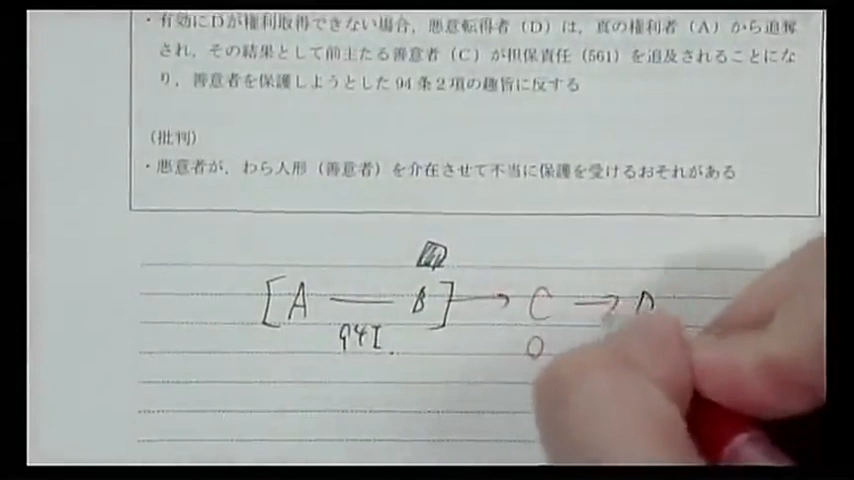 ・有効にDが権利取得できない場合，悪意転得者（D）は，真の権利者（A）から追奪
され，その結果として前主たる善意者（C）が担保責任（561）を追及されることにな
り，善意者を保護しようとした94条2項の趣旨に反する
（批判）
・悪意者が，わら人形（善意者）を介在させて不当に保護を受けるおそれがある
[A — B] → C → D
94I O